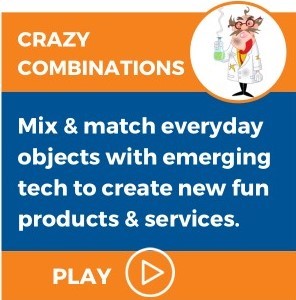 CRAZY
COMBINATIONS
Mix & match everyday
objects with emerging
tech to create new fun
products & services.
PLAY